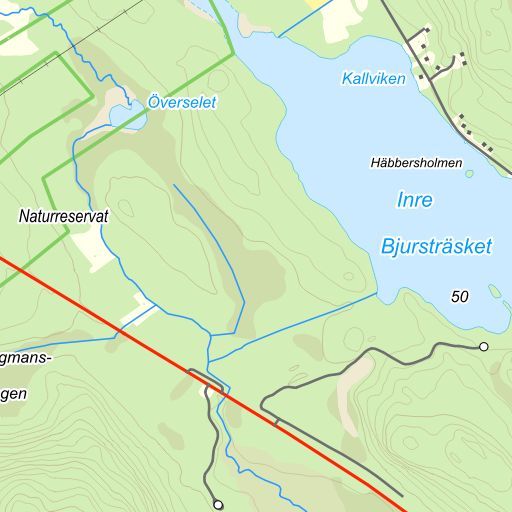 Kallviken
Överselet
Häbbersholmen
Inre
Bjursträsket
Naturreservat
50
gmans-
gen